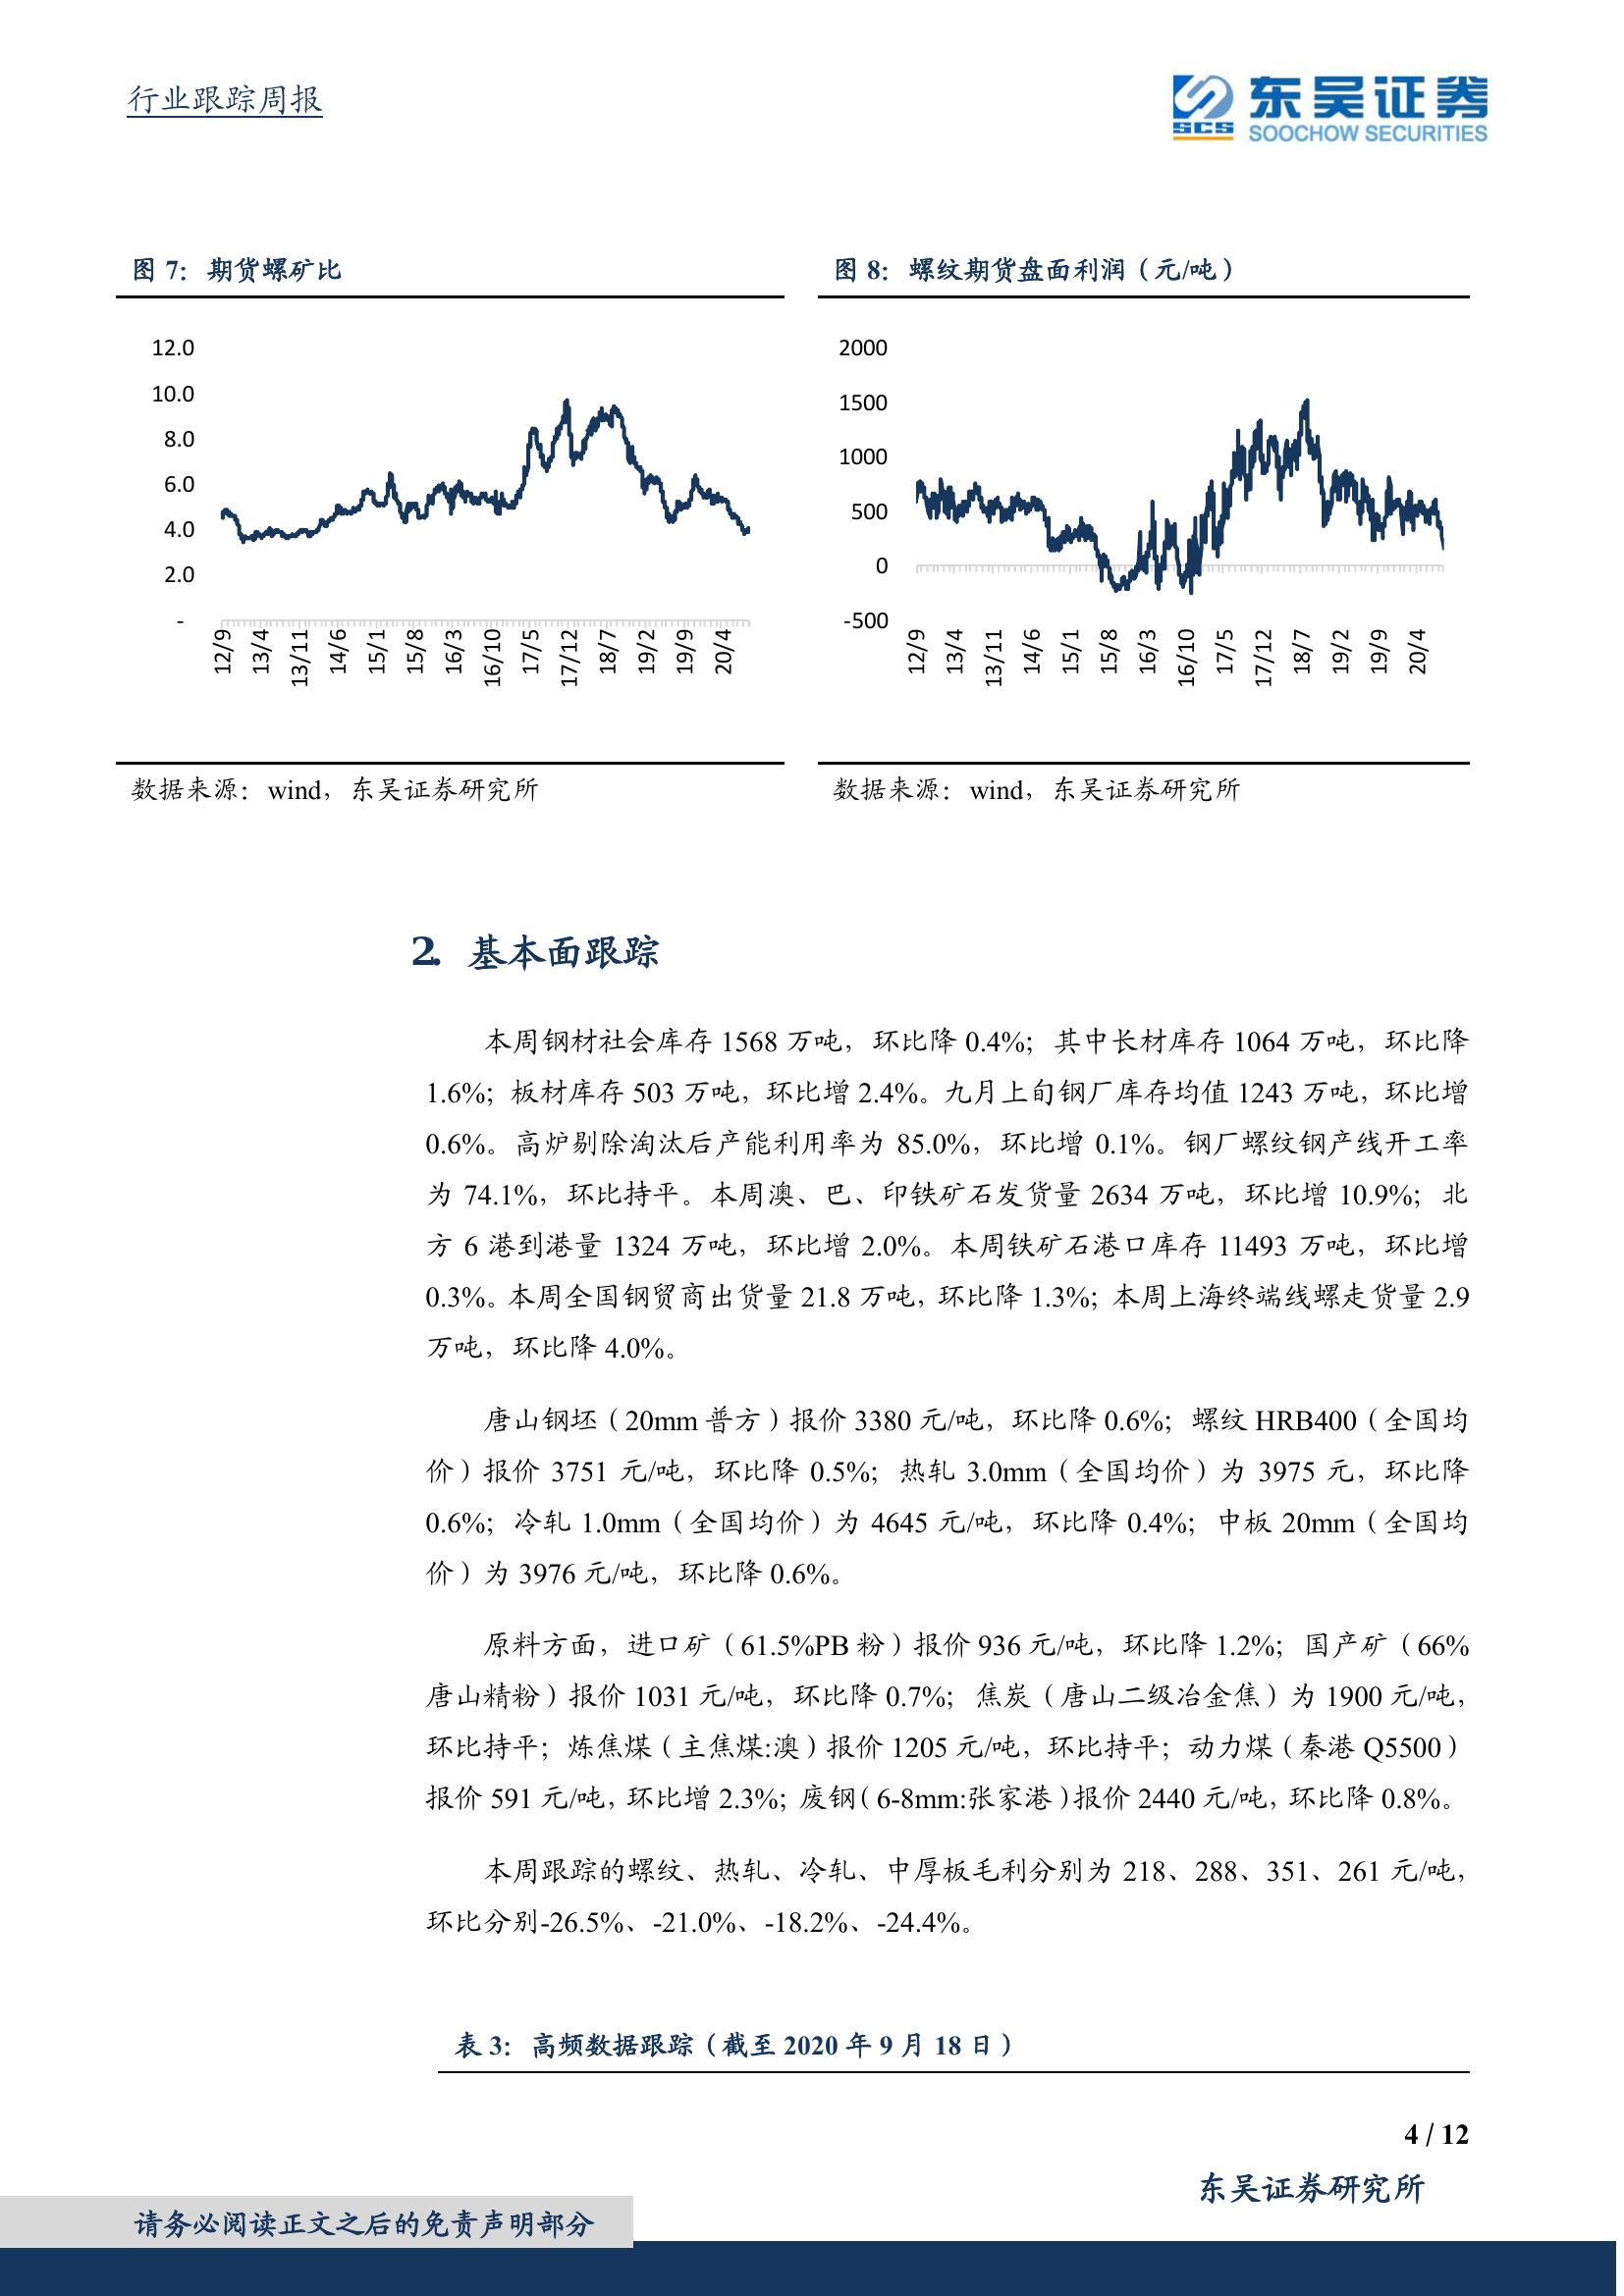 行业跟踪周报
东吴证券
SCS
SOOCHOW SECURITIES
图 7： 期货螺矿比
12.0
10.0
8.0
6.0
4.0
2.0
-
12/9
13/4
13/11
14/6
15/1
15/8
16/3
16/10
17/5
17/12
18/7
19/2
19/9
20/4
数据来源：wind，东吴证券研究所
图 8： 螺纹期货盘面利润（元/吨）
2000
1500
1000
500
0
-500
12/9
13/4
13/11
14/6
15/1
15/8
16/3
16/10
17/5
17/12
18/7
19/2
19/9
20/4
数据来源：wind，东吴证券研究所
2. 基本面跟踪
本周钢材社会库存 1568 万吨，环比降 0.4%；其中长材库存 1064 万吨，环比降
1.6%；板材库存 503 万吨，环比增 2.4%。九月上旬钢厂库存均值 1243 万吨，环比增
0.6%。高炉剔除淘汰后产能利用率为 85.0%，环比增 0.1%。钢厂螺纹钢产线开工率
为 74.1%，环比持平。本周澳、巴、印铁矿石发货量 2634 万吨，环比增 10.9%；北
方 6 港到港量 1324 万吨，环比增 2.0%。本周铁矿石港口库存 11493 万吨，环比增
0.3%。本周全国钢贸商出货量 21.8 万吨，环比降 1.3%；本周上海终端线螺走货量 2.9
万吨，环比降 4.0%。
唐山钢坯（20mm 普方）报价 3380 元/吨，环比降 0.6%；螺纹 HRB400（全国均
价）报价 3751 元/吨，环比降 0.5%；热轧 3.0mm（全国均价）为 3975 元，环比降
0.6%；冷轧 1.0mm（全国均价）为 4645 元/吨，环比降 0.4%；中板 20mm（全国均
价）为 3976 元/吨，环比降 0.6%。
原料方面，进口矿（61.5%PB 粉）报价 936 元/吨，环比降 1.2%；国产矿（66%
唐山精粉）报价 1031 元/吨，环比降 0.7%；焦炭（唐山二级冶金焦）为 1900 元/吨，
环比持平；炼焦煤（主焦煤:澳）报价 1205 元/吨，环比持平；动力煤（秦港 Q5500）
报价 591 元/吨，环比增 2.3%；废钢（6-8mm:张家港）报价 2440 元/吨，环比降 0.8%。
本周跟踪的螺纹、热轧、冷轧、中厚板毛利分别为 218、288、351、261 元/吨，
环比分别-26.5%、-21.0%、-18.2%、-24.4%。
表 3： 高频数据跟踪（截至 2020 年 9 月 18 日）
4 / 12
东吴证券研究所
请务必阅读正文之后的免责声明部分